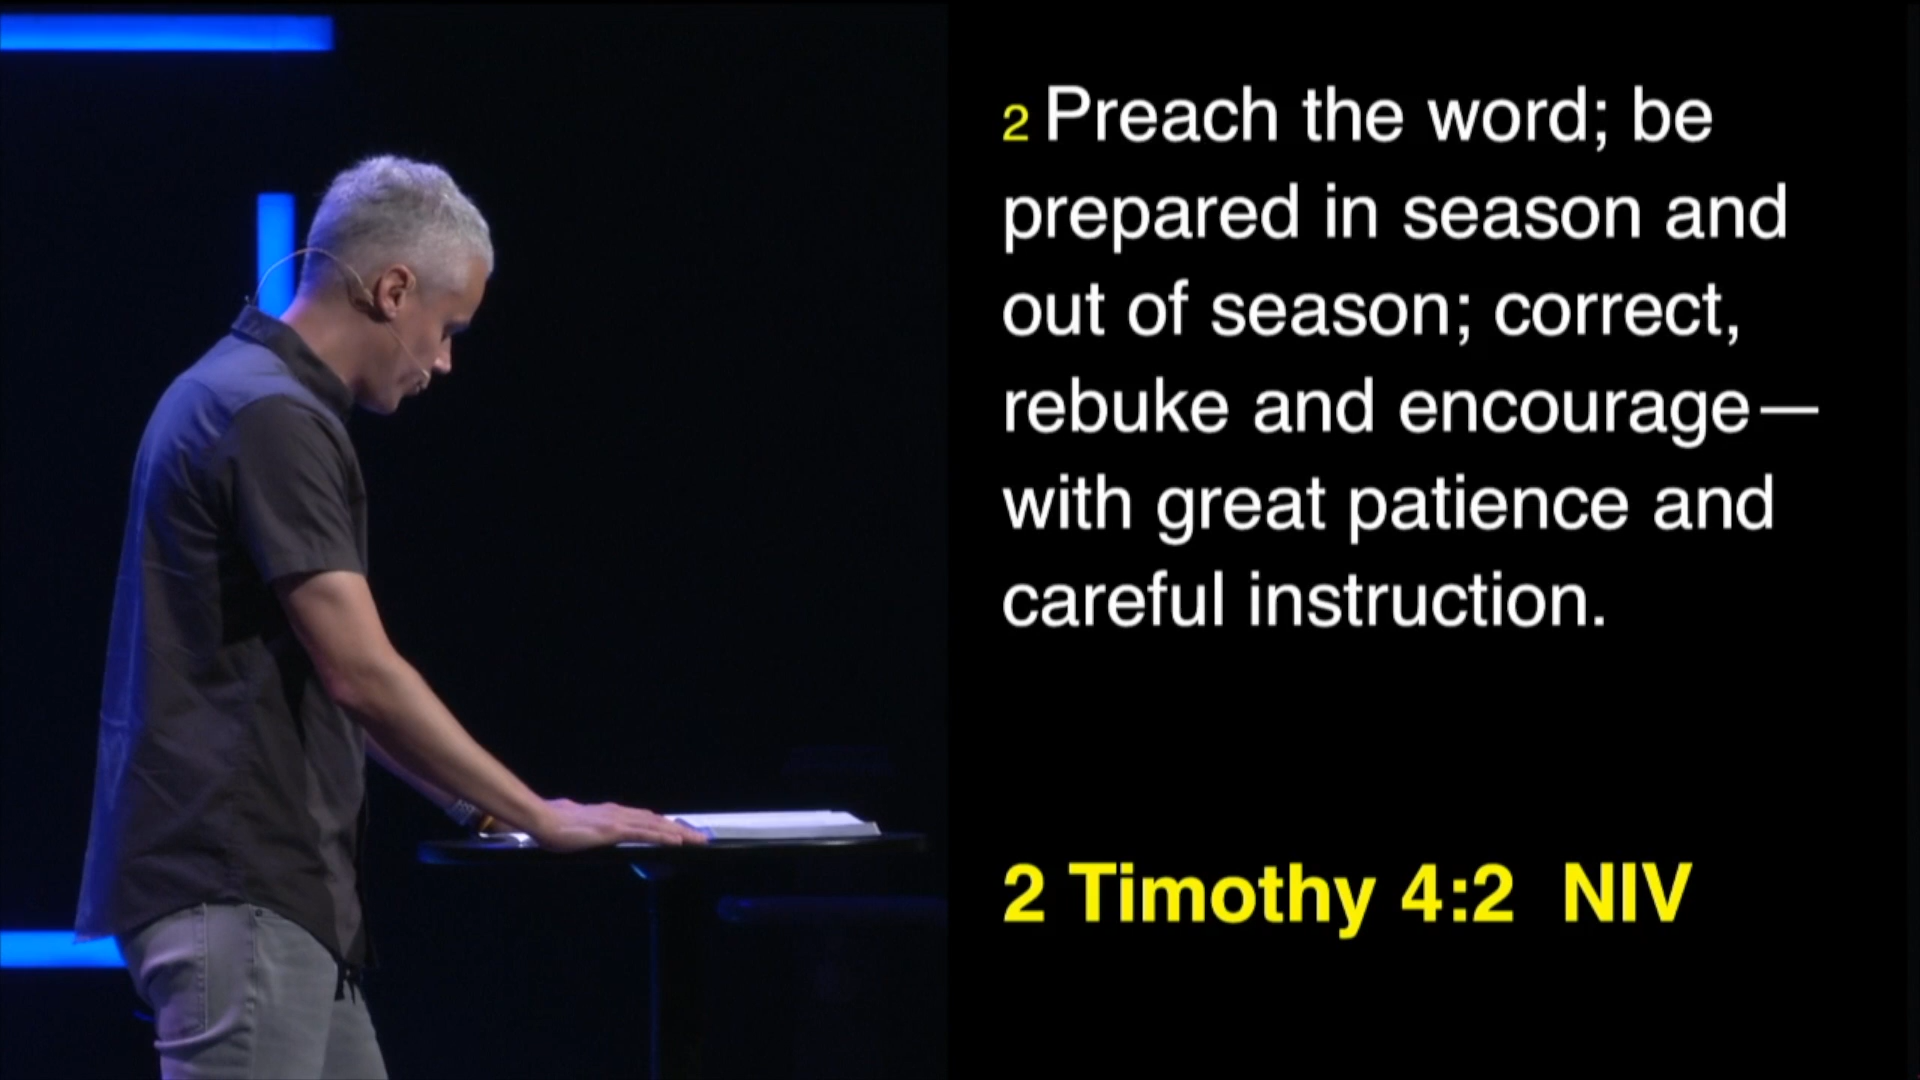 2 Preach the word; be
prepared in season and
out of season; correct,
rebuke and encourage—
with great patience and
careful instruction.
2 Timothy 4:2  NIV